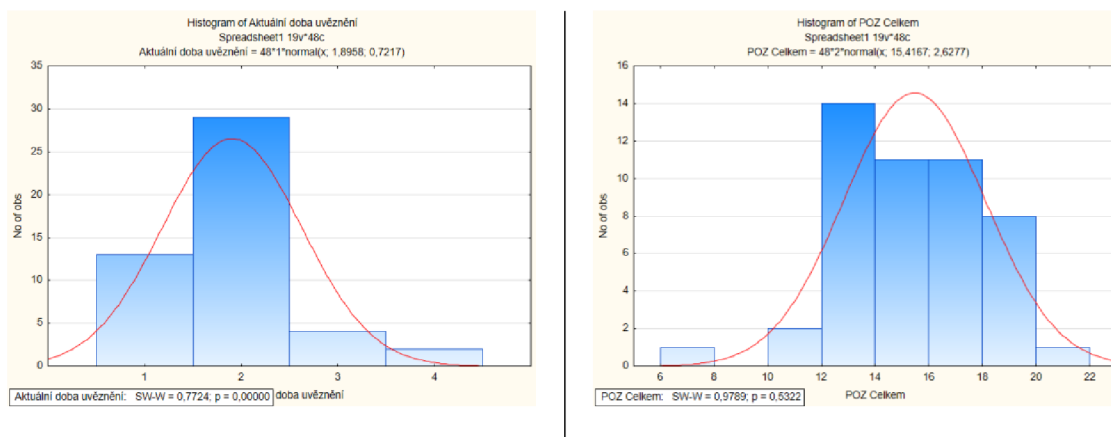 Histogram of Aktuální doba uvěznění
Spreadsheet1 19v*48c
Aktuální doba uvěznění = 48*1*normal(x; 1,8958; 0,7217)
No of obs
35
30
25
20
15
10
5
0
1 2 3 4
Aktuální doba uvěznění: SW-W = 0,7724; p = 0,00000 doba uvěznění
Histogram of POZ Celkem
Spreadsheet1 19v*48c
POZ Celkem = 48*2*normal(x; 15,4167; 2,6277)
No of obs
16
14
12
10
8
6
4
2
0
6 8 10 12 14 16 18 20 22
POZ Celkem: SW-W = 0,9789; p = 0,5322 POZ Celkem